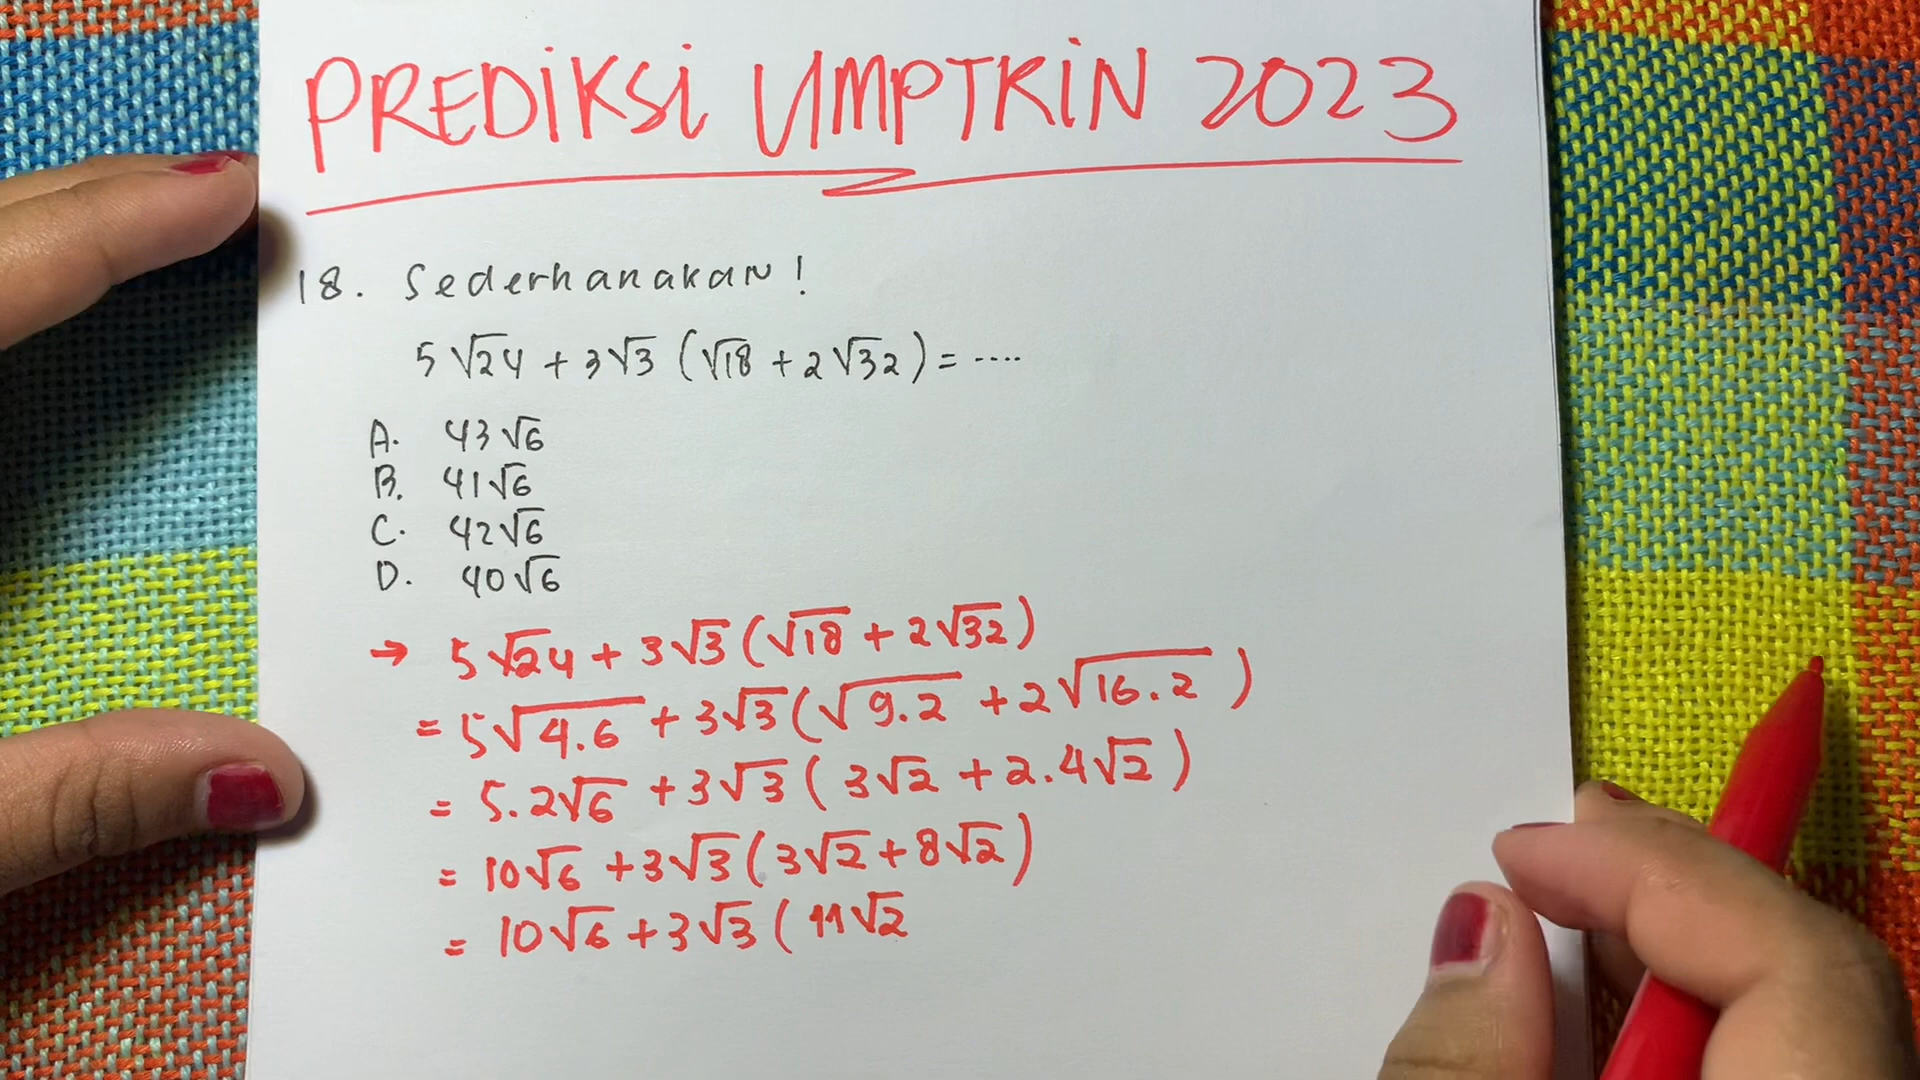 PREDIKSI UMPTKIN 2023
18. Sederhanakan!
5√24 + 3√3 (√18 + 2√32) = ....
A. 43√6
B. 41√6
C. 42√6
D. 40√6
→ 5√24 + 3√3 (√18 + 2√32)
= 5√4.6 + 3√3 (√9.2 + 2√16.2)
= 5.2√6 + 3√3 (3√2 + 2.4√2)
= 10√6 + 3√3 (3√2 + 8√2)
= 10√6 + 3√3 (11√2